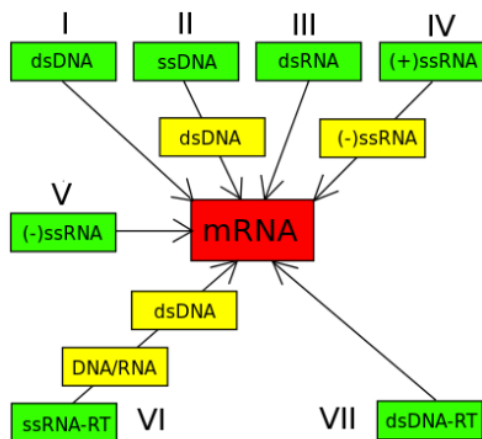 I II III IV
dsDNA ssDNA dsRNA (+)ssRNA
dsDNA (-)ssRNA
V
(-)ssRNA mRNA
dsDNA
DNA/RNA
ssRNA-RT VI VII dsDNA-RT